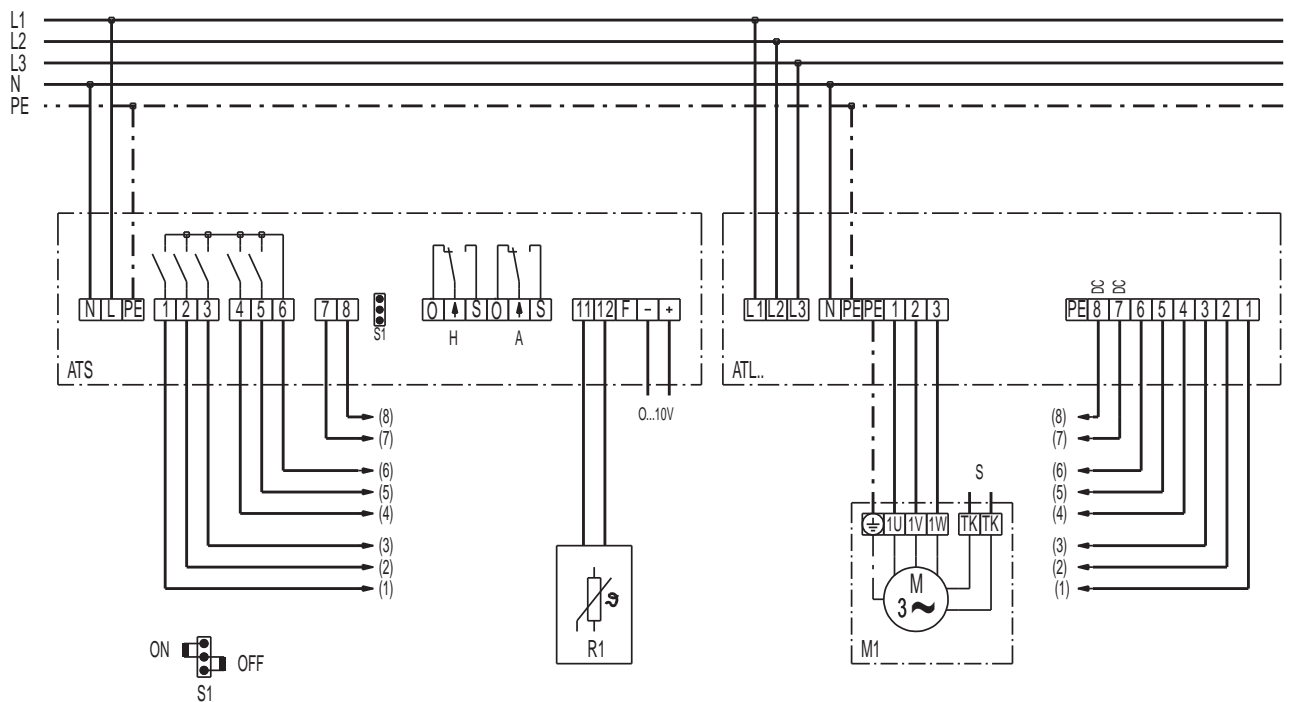 L1
L2
L3
N
PE
DC DC
N L PE 1 2 3 4 5 6 7 8 O S O S 11 12 F − + L1 L2 L3 N PE PE 1 2 3 PE 8 7 6 5 4 3 2 1
S1 H A
ATS ATL..
O...10V
(8) (8)
(7) (7)
(6) S (6)
(5) (5)
(4) (4)
1U 1V 1W TK TK
(3) (3)
(2) (2)
(1) (1)
M
3 ~
ϑ
R1 M1
ON OFF
S1